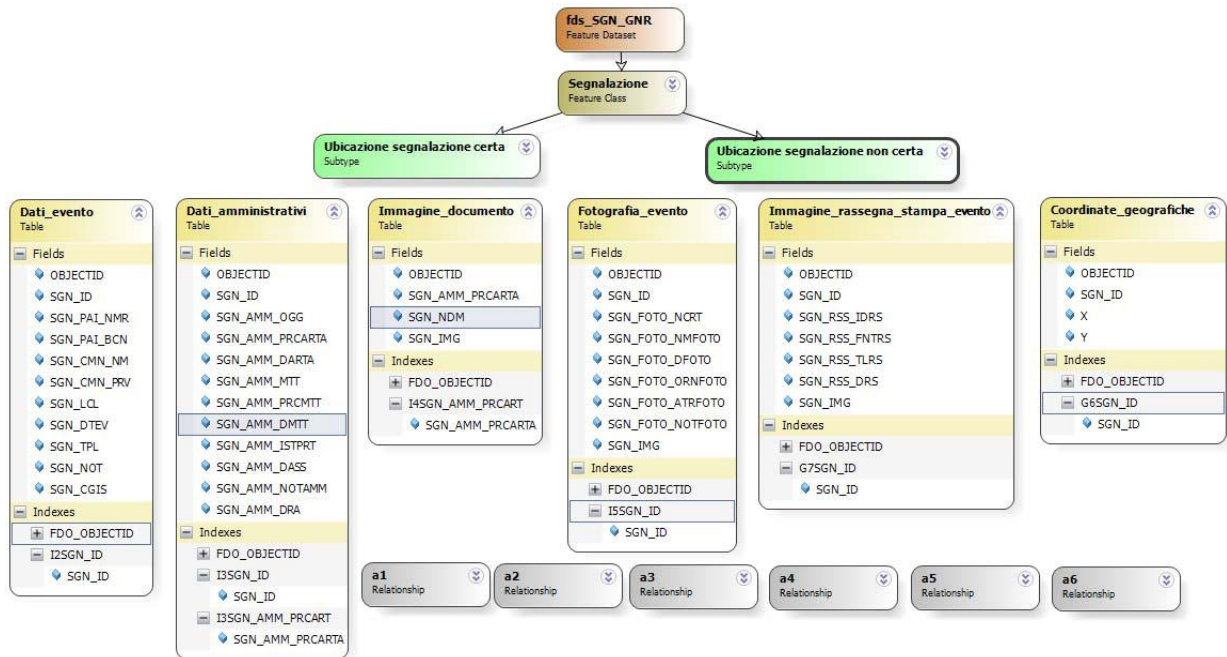 fds_SGN_GNR
Feature Dataset
Segnalazione
Feature Class
Ubicazione segnalazione certa
Subtype
Ubicazione segnalazione non certa
Subtype
Dati_evento
Table
Fields
OBJECTID
SGN_ID
SGN_PAI_NMR
SGN_PAI_BCN
SGN_CMN_NM
SGN_CMN_PRV
SGN_LCL
SGN_DTEV
SGN_TPL
SGN_NOT
SGN_CGIS
Indexes
FDO_OBJECTID
I2SGN_ID
SGN_ID
Dati_amministrativi
Table
Fields
OBJECTID
SGN_ID
SGN_AMM_OGG
SGN_AMM_PRCARTA
SGN_AMM_DARTA
SGN_AMM_MTT
SGN_AMM_PRCMTT
SGN_AMM_DMTT
SGN_AMM_ISTPRT
SGN_AMM_DASS
SGN_AMM_NOTAMM
SGN_AMM_DRA
Indexes
FDO_OBJECTID
I3SGN_ID
SGN_ID
I3SGN_AMM_PRCART
SGN_AMM_PRCARTA
Immagine_documento
Table
Fields
OBJECTID
SGN_AMM_PRCARTA
SGN_NDM
SGN_IMG
Indexes
FDO_OBJECTID
I4SGN_AMM_PRCART
SGN_AMM_PRCARTA
Fotografia_evento
Table
Fields
OBJECTID
SGN_ID
SGN_FOTO_NCRT
SGN_FOTO_NMFOTO
SGN_FOTO_DFOTO
SGN_FOTO_ORNFOTO
SGN_FOTO_ATRFOTO
SGN_FOTO_NOTFOTO
SGN_IMG
Indexes
FDO_OBJECTID
I5SGN_ID
SGN_ID
Immagine_rassegna_stampa_evento
Table
Fields
OBJECTID
SGN_ID
SGN_RSS_IDRS
SGN_RSS_FNTRS
SGN_RSS_TLRS
SGN_RSS_DRS
SGN_IMG
Indexes
FDO_OBJECTID
G7SGN_ID
SGN_ID
Coordinate_geografiche
Table
Fields
OBJECTID
SGN_ID
X
Y
Indexes
FDO_OBJECTID
G6SGN_ID
SGN_ID
a1
Relationship
a2
Relationship
a3
Relationship
a4
Relationship
a5
Relationship
a6
Relationship